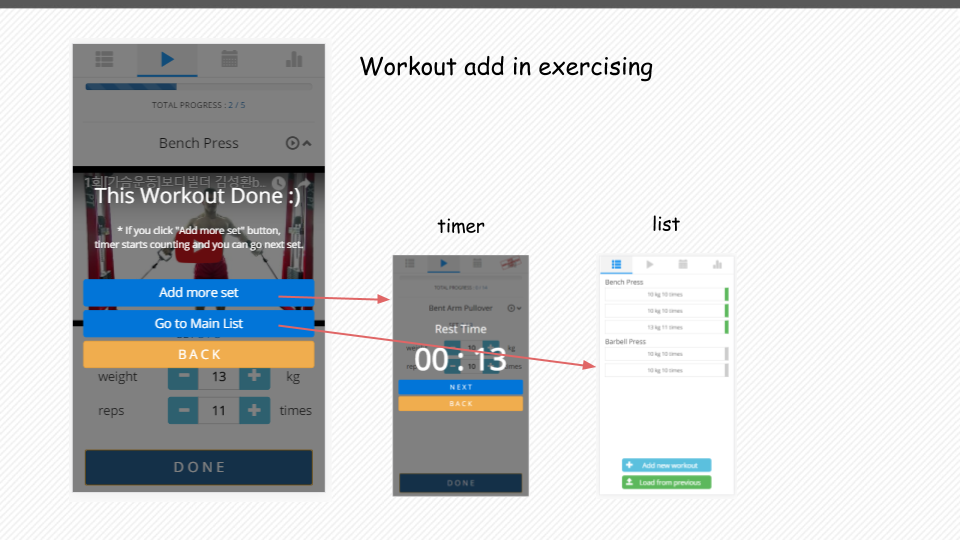 Workout add in exercising
TOTAL PROGRESS : 2 / 5
Bench Press
1회[가슴운동]보디빌더 김성환b...
This Workout Done :)
* If you click "Add more set" button,
timer starts counting and you can go next set.
Add more set
Go to Main List
BACK
weight
13
kg
reps
11
times
DONE
timer
Bent Arm Pullover
Rest Time
10
kg
00 : 13
10
times
NEXT
BACK
DONE
list
Bench Press
10 kg 10 times
10 kg 10 times
13 kg 11 times
Barbell Press
10 kg 10 times
10 kg 10 times
Add new workout
Load from previous